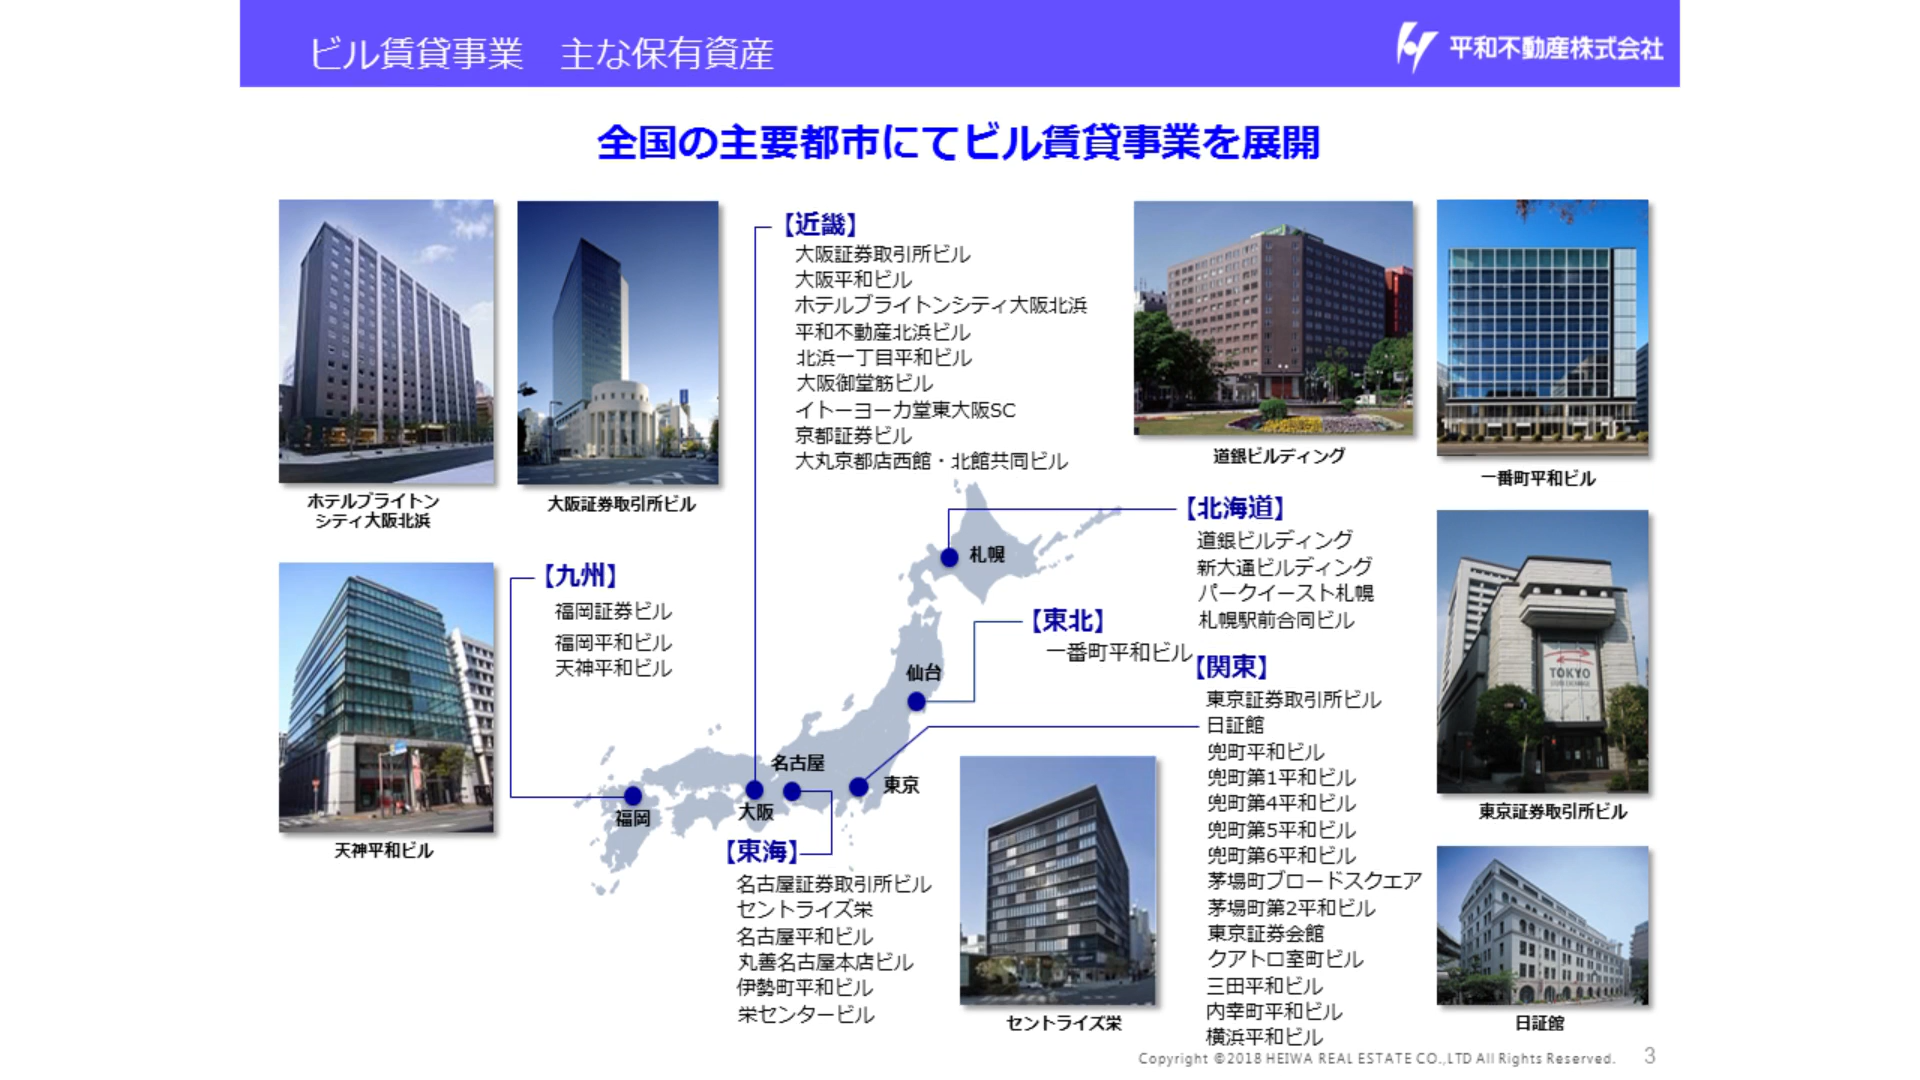 ビル賃貸事業　主な保有資産
平和不動産株式会社
全国の主要都市にてビル賃貸事業を展開
ホテルブライトン
シティ大阪北浜
大阪証券取引所ビル
【近畿】
大阪証券取引所ビル
大阪平和ビル
ホテルブライトンシティ大阪北浜
平和不動産北浜ビル
北浜一丁目平和ビル
大阪御堂筋ビル
イトーヨーカ堂東大阪SC
京都証券ビル
大丸京都店西館・北館共同ビル
道銀ビルディング
一番町平和ビル
【北海道】
道銀ビルディング
新大通ビルディング
パークイースト札幌
札幌駅前合同ビル
札幌
【九州】
福岡証券ビル
福岡平和ビル
天神平和ビル
【東北】
一番町平和ビル
仙台
【関東】
東京証券取引所ビル
日証館
兜町平和ビル
兜町第1平和ビル
兜町第4平和ビル
兜町第5平和ビル
兜町第6平和ビル
茅場町ブロードスクエア
茅場町第2平和ビル
東京証券会館
クアトロ室町ビル
三田平和ビル
内幸町平和ビル
横浜平和ビル
名古屋
東京
大阪
福岡
天神平和ビル
【東海】
名古屋証券取引所ビル
セントライズ栄
名古屋平和ビル
丸善名古屋本店ビル
伊勢町平和ビル
栄センタービル
セントライズ栄
TOKYO
東京証券取引所ビル
日証館
Copyright ©2018 HEIWA REAL ESTATE CO.,LTD All Rights Reserved.
3